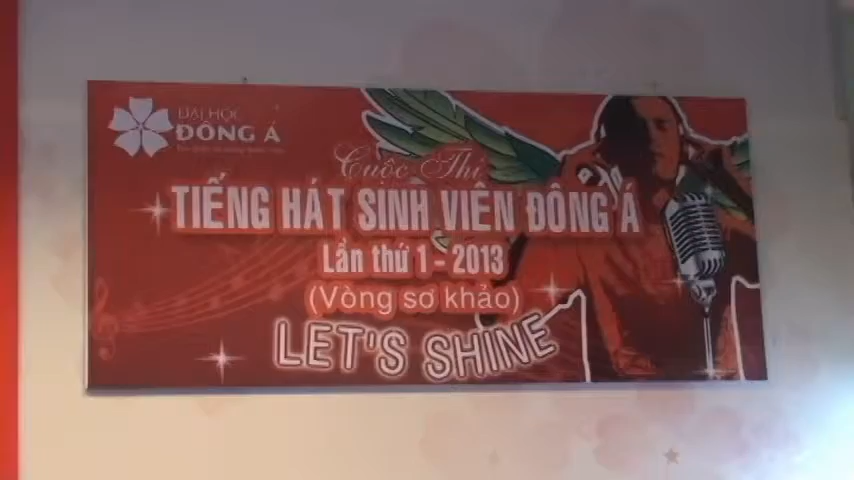 ĐẠI HỌC
ĐÔNG Á
Cuộc Thi
TIẾNG HÁT SINH VIÊN ĐÔNG Á
Lần thứ 1 - 2013
(Vòng sơ khảo)
LET'S SHINE